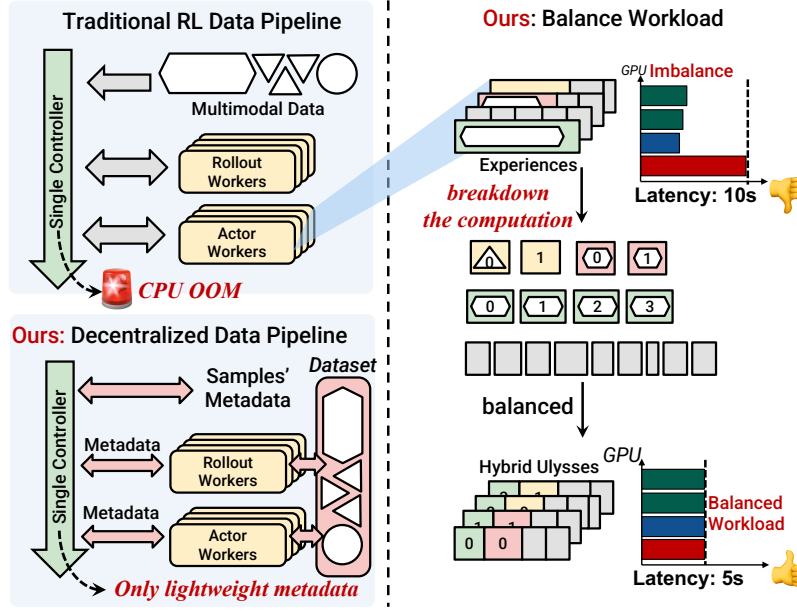 Traditional RL Data Pipeline
Multimodal Data
Single Controller
Rollout
Workers
Actor
Workers
CPU OOM
Ours: Decentralized Data Pipeline
Dataset
Samples'
Metadata
Single Controller
Metadata
Rollout
Workers
Metadata
Actor
Workers
Only lightweight metadata
Ours: Balance Workload
GPU
Imbalance
Experiences
Latency: 10s
breakdown
the computation
0 1 0 1
0 1 2 3
balanced
Hybrid Ulysses
GPU
0 0
Balanced
Workload
Latency: 5s